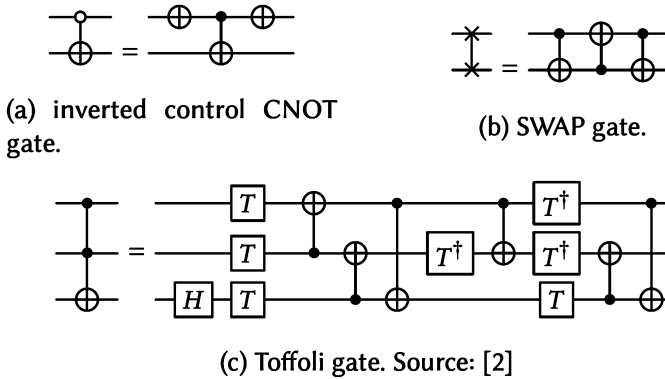 =
(a) inverted control CNOT
gate.
=
(b) SWAP gate.
T T†
= T T† T†
H T T
(c) Toffoli gate. Source: [2]